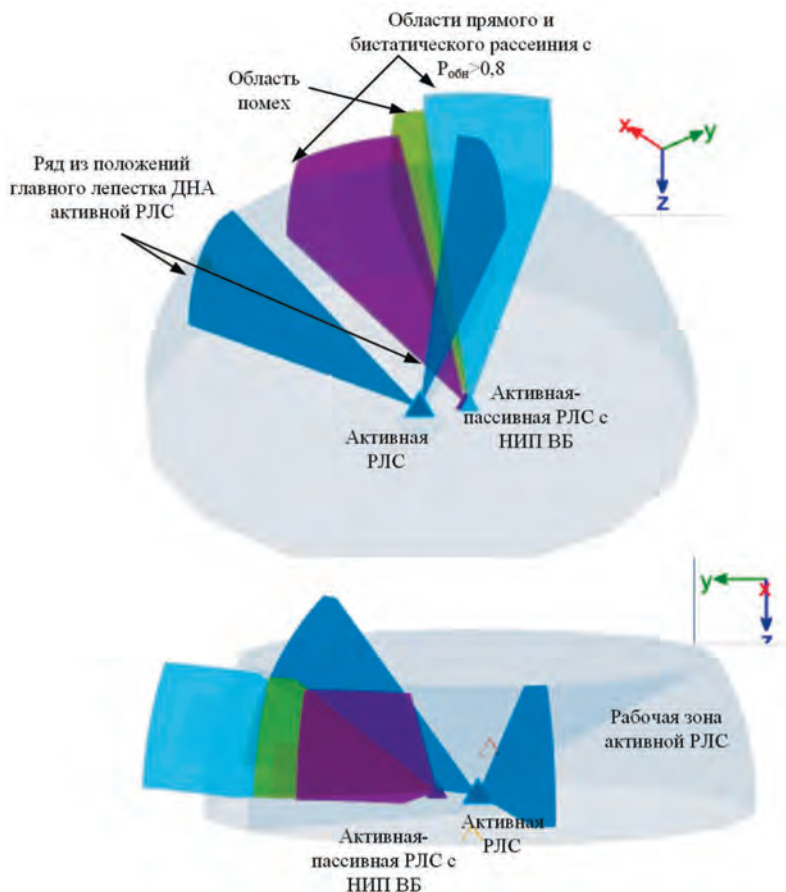 Области прямого и
бистатического рассеиния с
Pобн>0,8
Область
помех
x
y
z
Ряд из положений
главного лепестка ДНА
активной РЛС
Активная-
пассивная РЛС с
НИП ВБ
Активная
РЛС
y
x
z
Рабочая зона
активной РЛС
Активная
РЛС
Активная-
пассивная РЛС с
НИП ВБ